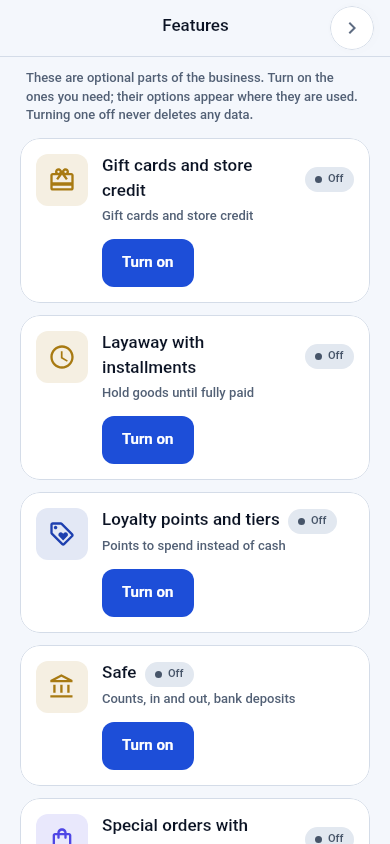 Features
These are optional parts of the business. Turn on the
ones you need; their options appear where they are used.
Turning one off never deletes any data.
Gift cards and store
credit
Off
Gift cards and store credit
Turn on
Layaway with
installments
Off
Hold goods until fully paid
Turn on
Loyalty points and tiers
Off
Points to spend instead of cash
Turn on
Safe
Off
Counts, in and out, bank deposits
Turn on
Special orders with
Off